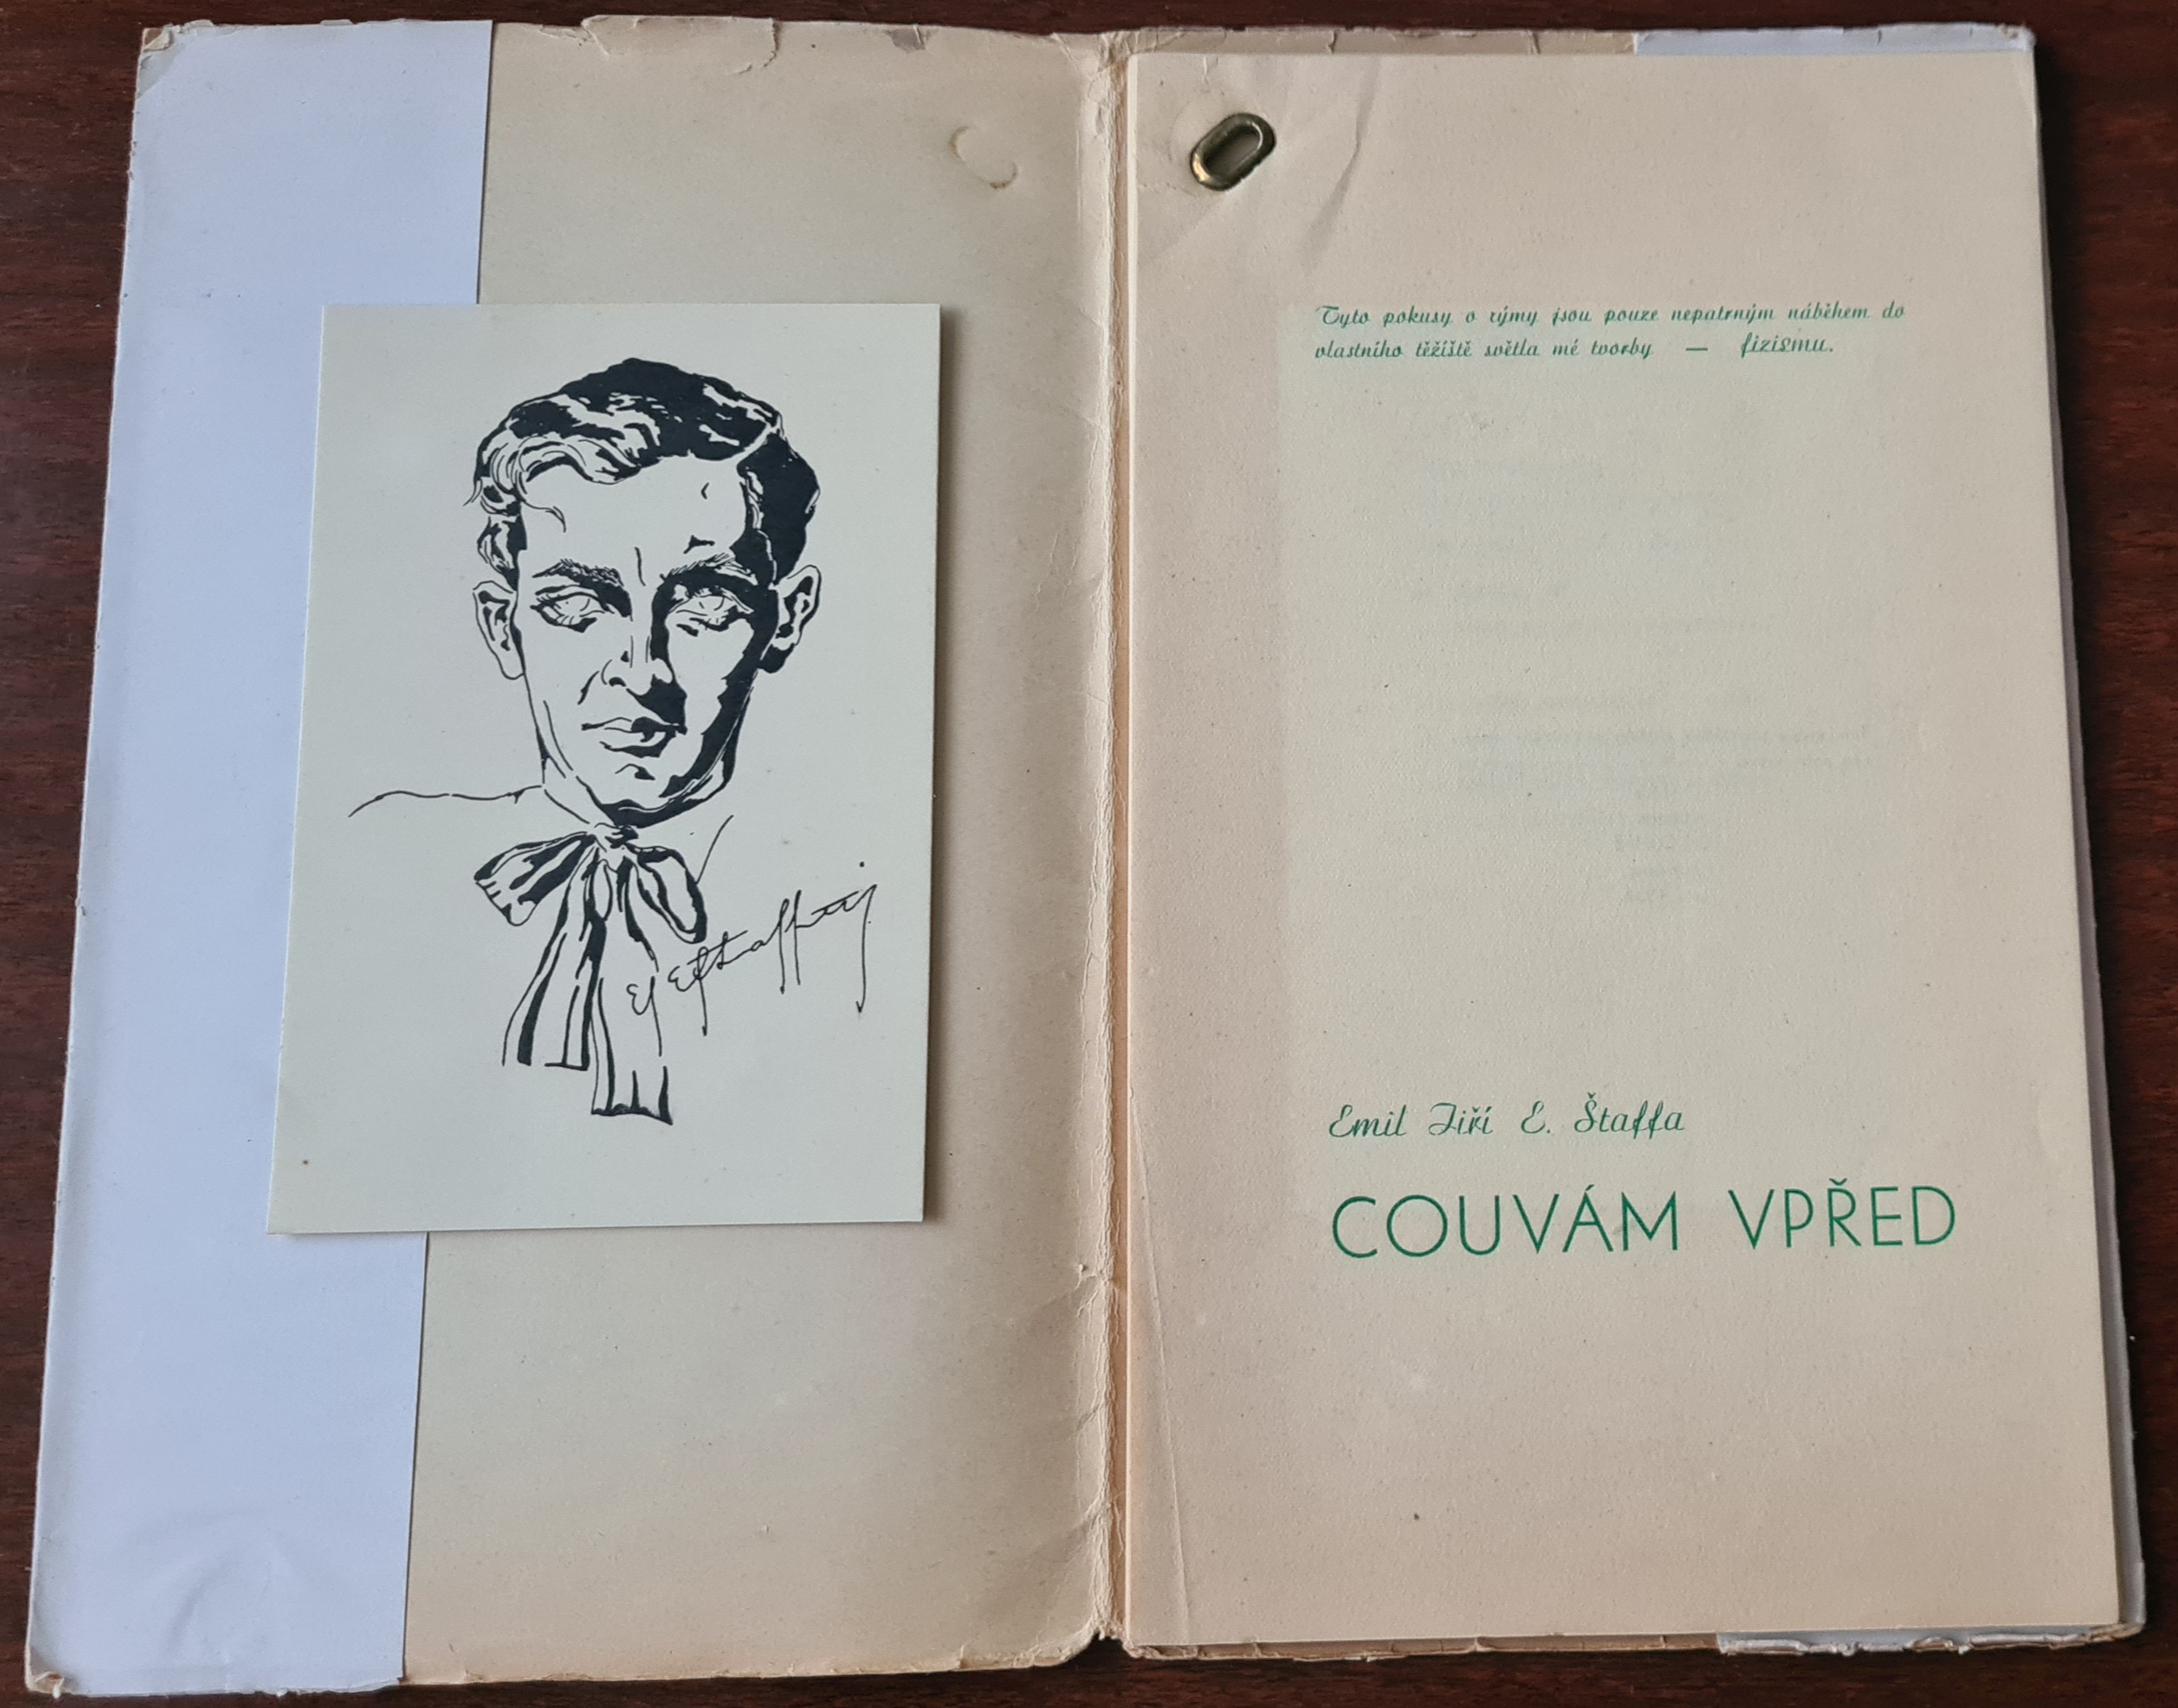 Tyto pokusy o rýmy jsou pouze nepatrným náběhem do
vlastního těžiště světla mé tvorby — fizismu.
Emil Jiří E. Štaffa
COUVÁM VPŘED